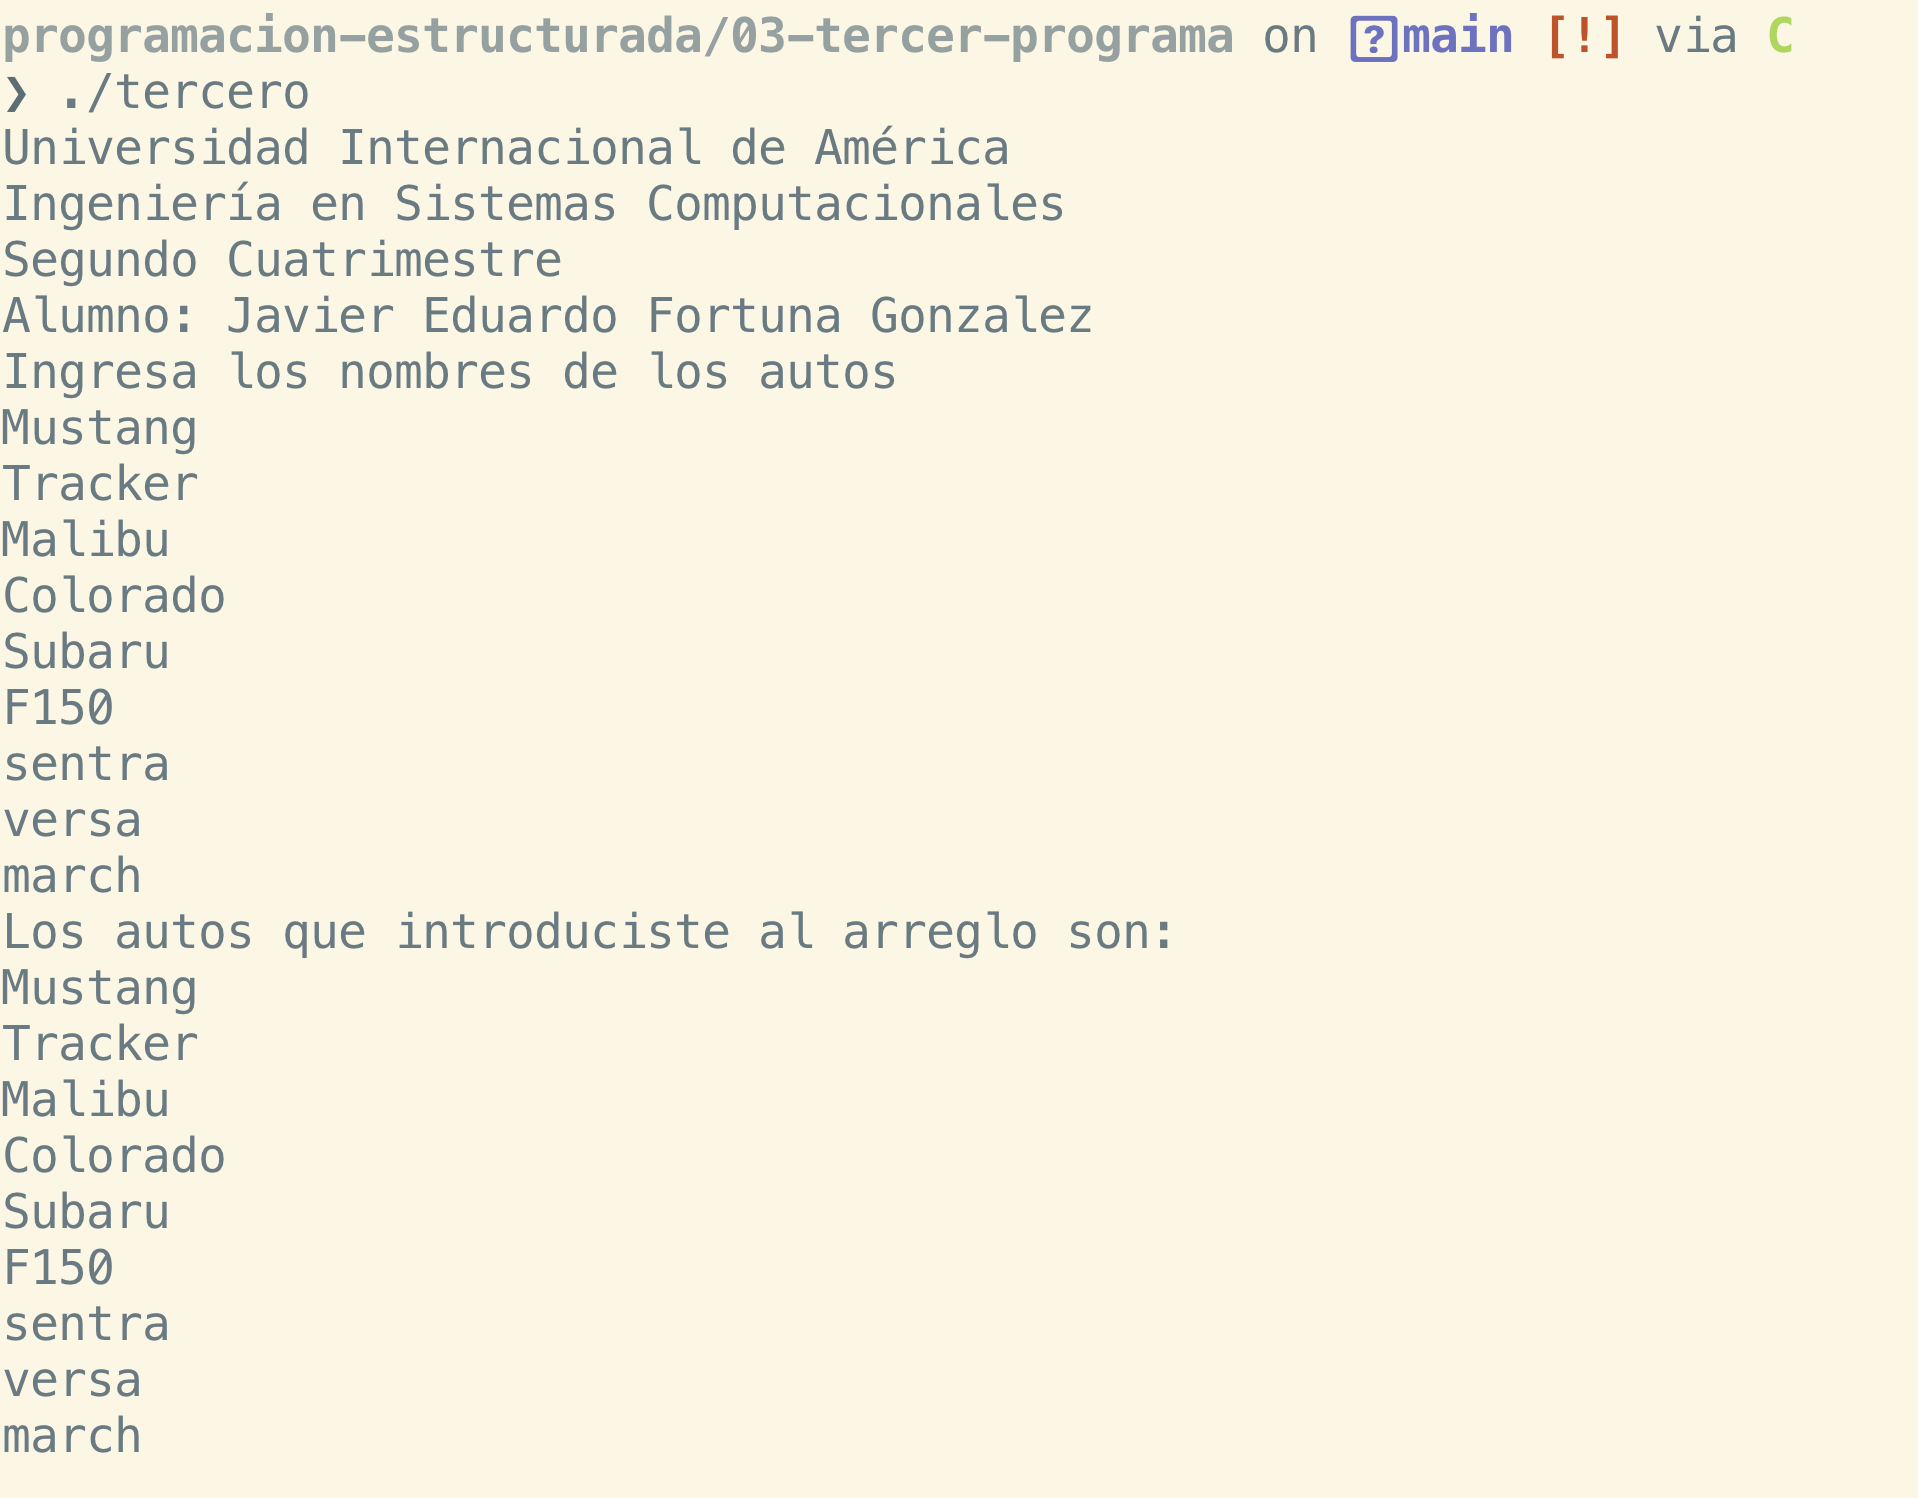 programacion-estructurada/03-tercer-programa on [?]main [!] via C
❯ ./tercero
Universidad Internacional de América
Ingeniería en Sistemas Computacionales
Segundo Cuatrimestre
Alumno: Javier Eduardo Fortuna Gonzalez
Ingresa los nombres de los autos
Mustang
Tracker
Malibu
Colorado
Subaru
F150
sentra
versa
march
Los autos que introduciste al arreglo son:
Mustang
Tracker
Malibu
Colorado
Subaru
F150
sentra
versa
march